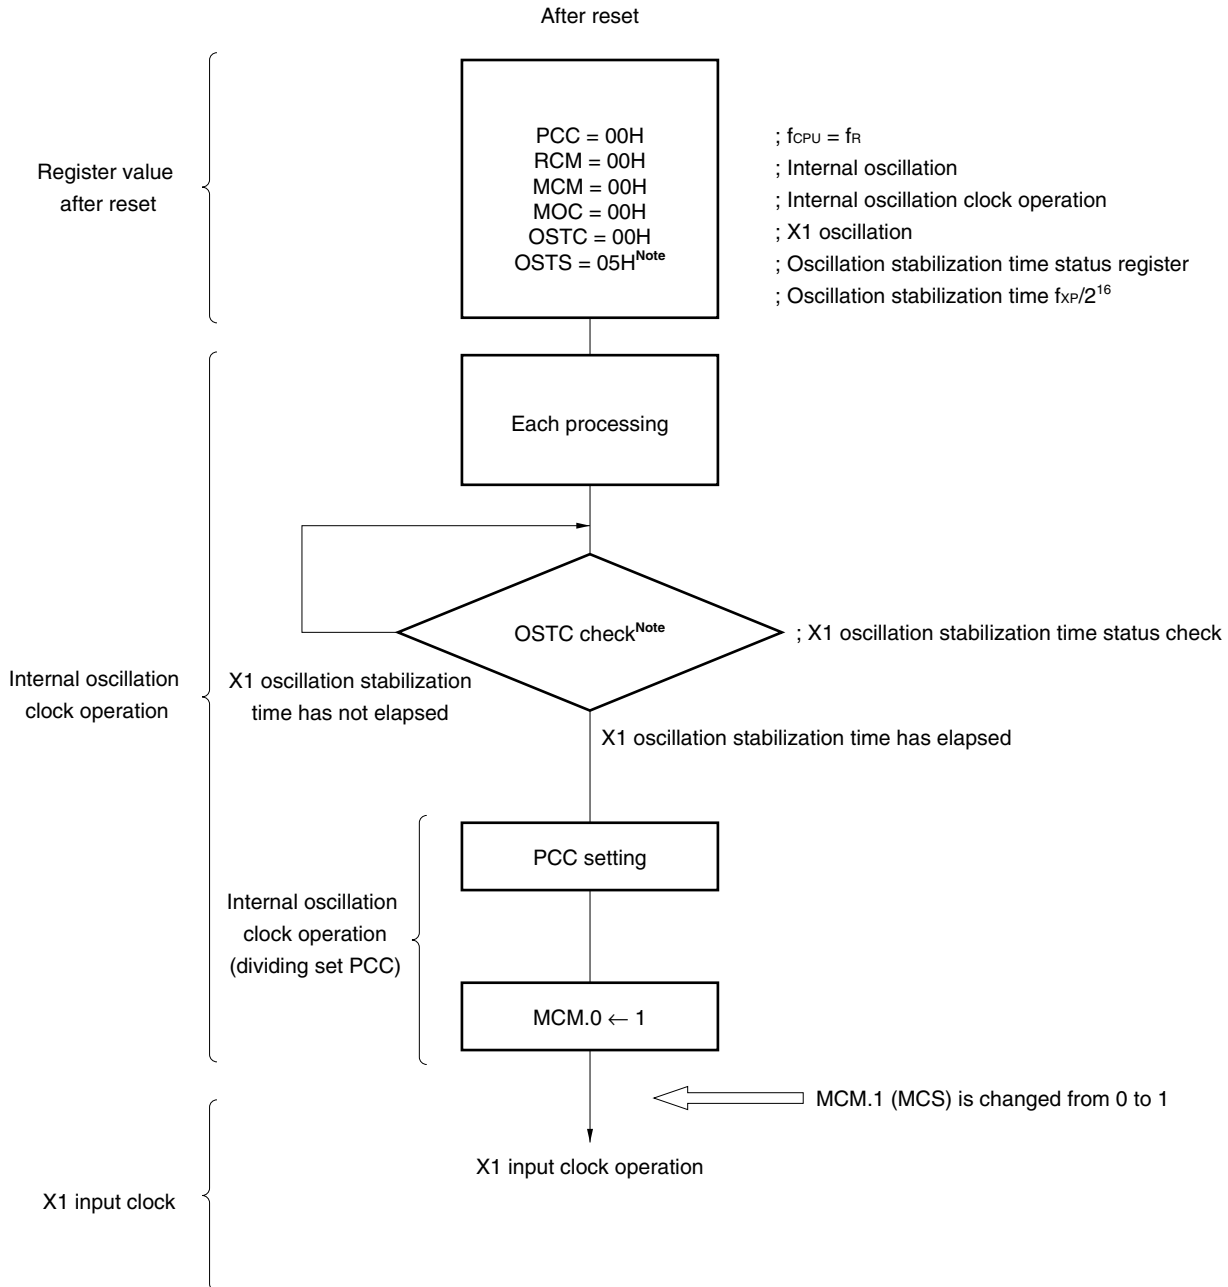 After reset
Register value
after reset
PCC = 00H
RCM = 00H
MCM = 00H
MOC = 00H
OSTC = 00H
OSTS = 05HNote
; fCPU = fR
; Internal oscillation
; Internal oscillation clock operation
; X1 oscillation
; Oscillation stabilization time status register
; Oscillation stabilization time fXP/2^16
Each processing
OSTC checkNote
; X1 oscillation stabilization time status check
Internal oscillation
clock operation
X1 oscillation stabilization
time has not elapsed
X1 oscillation stabilization time has elapsed
PCC setting
Internal oscillation
clock operation
(dividing set PCC)
MCM.0 ← 1
MCM.1 (MCS) is changed from 0 to 1
X1 input clock operation
X1 input clock